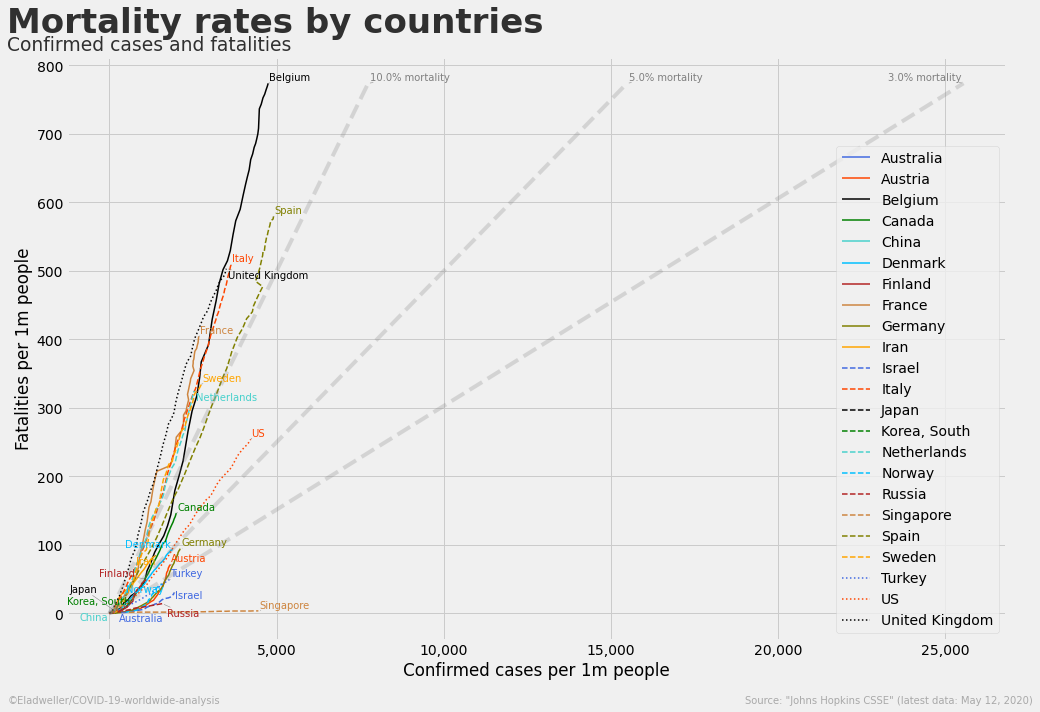 Mortality rates by countries
Confirmed cases and fatalities
800
700
600
500
400
300
200
100
0
Fatalities per 1m people
Belgium
10.0% mortality
5.0% mortality
3.0% mortality
Spain
Italy
United Kingdom
France
Sweden
Netherlands
US
Canada
Denmark
Germany
Austria
Finland
Turkey
Japan
Norway
Israel
Korea, South
Singapore
Russia
China
Australia
Australia
Austria
Belgium
Canada
China
Denmark
Finland
France
Germany
Iran
Israel
Italy
Japan
Korea, South
Netherlands
Norway
Russia
Singapore
Spain
Sweden
Turkey
US
United Kingdom
0
5,000
10,000
15,000
20,000
25,000
Confirmed cases per 1m people
©Eladweller/COVID-19-worldwide-analysis
Source: "Johns Hopkins CSSE" (latest data: May 12, 2020)